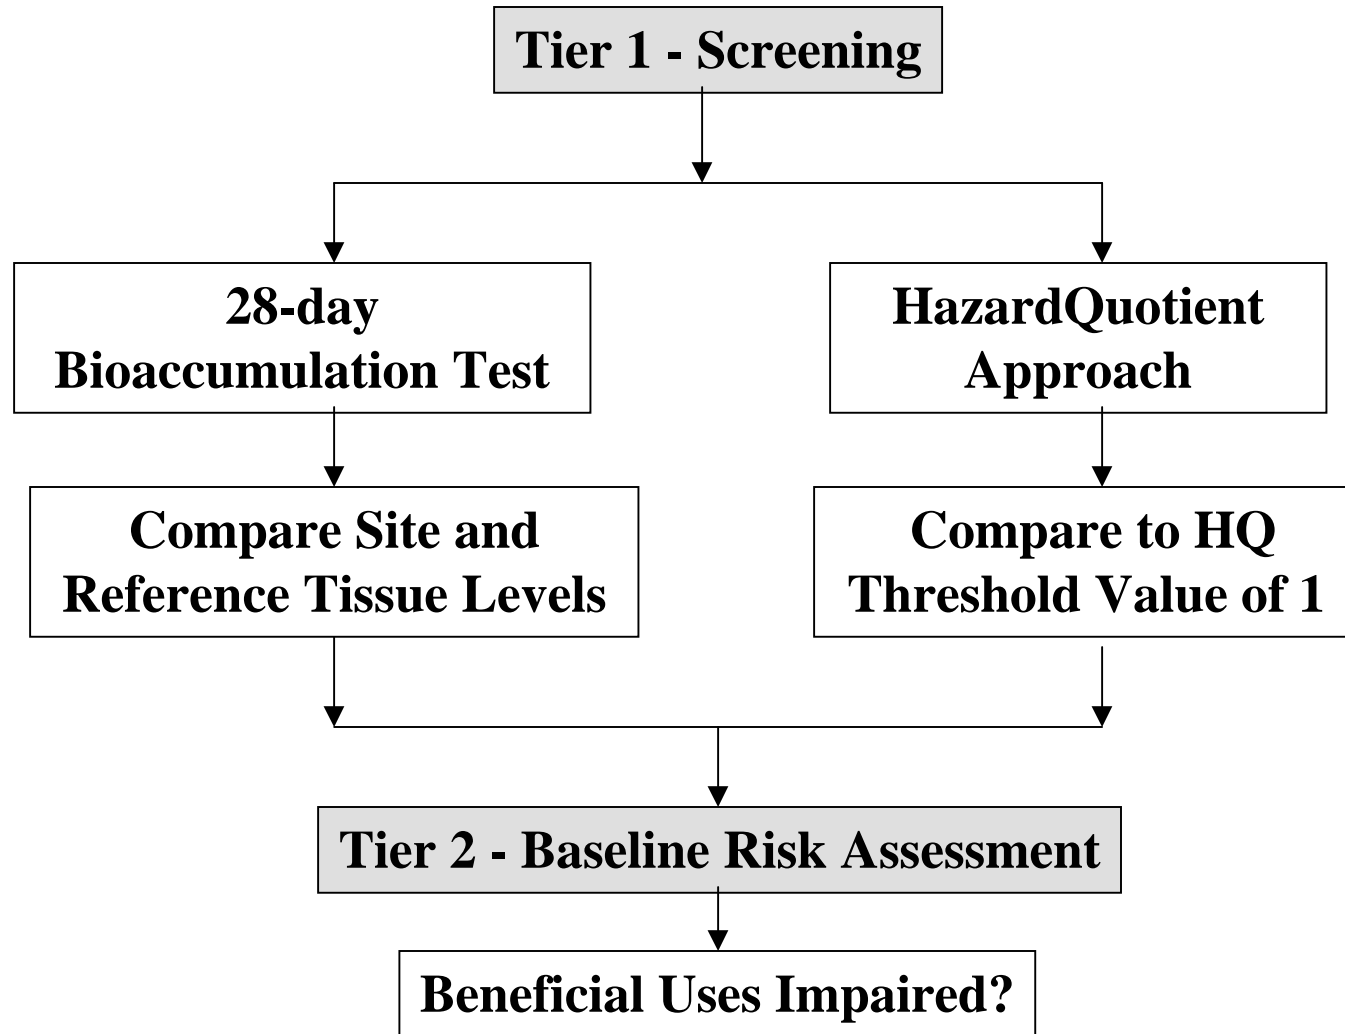 Tier 1 - Screening
28-day
Bioaccumulation Test
HazardQuotient
Approach
Compare Site and
Reference Tissue Levels
Compare to HQ
Threshold Value of 1
Tier 2 - Baseline Risk Assessment
Beneficial Uses Impaired?